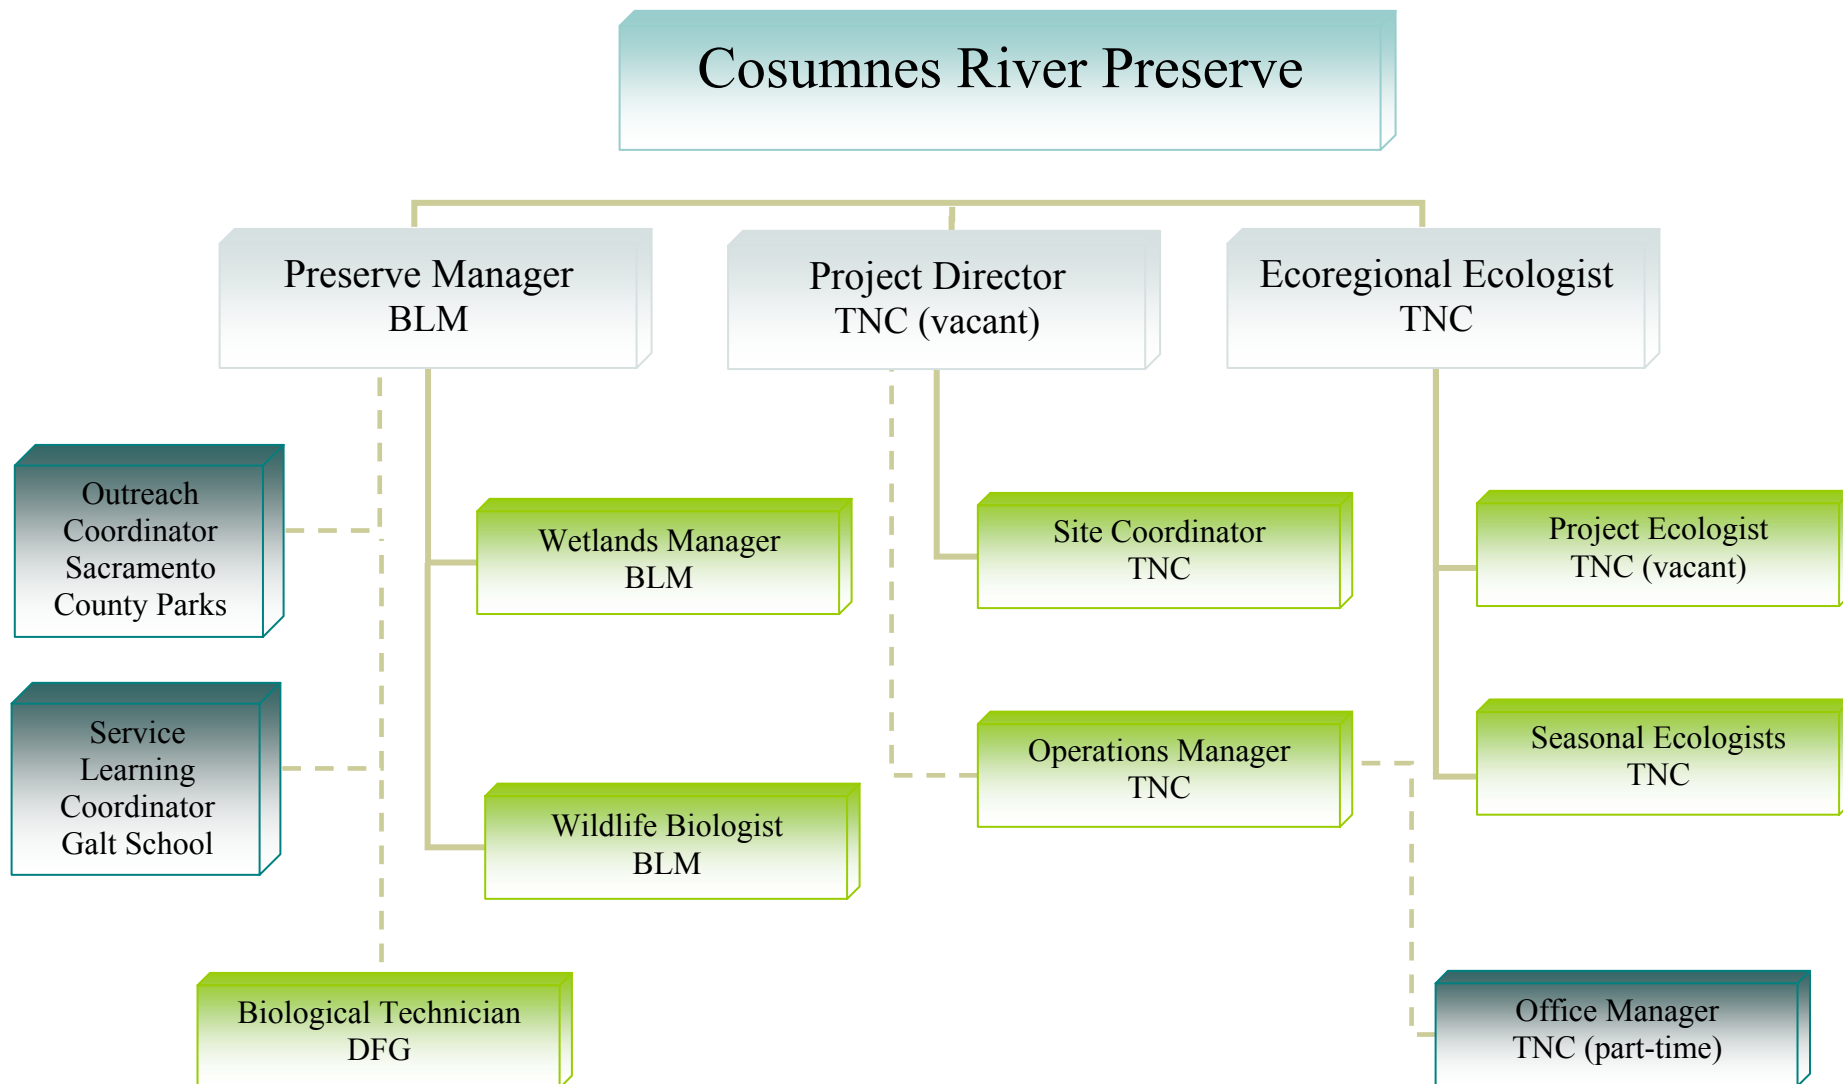 Cosumnes River Preserve
Preserve Manager
BLM
Project Director
TNC (vacant)
Ecoregional Ecologist
TNC
Outreach
Coordinator
Sacramento
County Parks
Wetlands Manager
BLM
Site Coordinator
TNC
Project Ecologist
TNC (vacant)
Service
Learning
Coordinator
Galt School
Wildlife Biologist
BLM
Operations Manager
TNC
Seasonal Ecologists
TNC
Biological Technician
DFG
Office Manager
TNC (part-time)